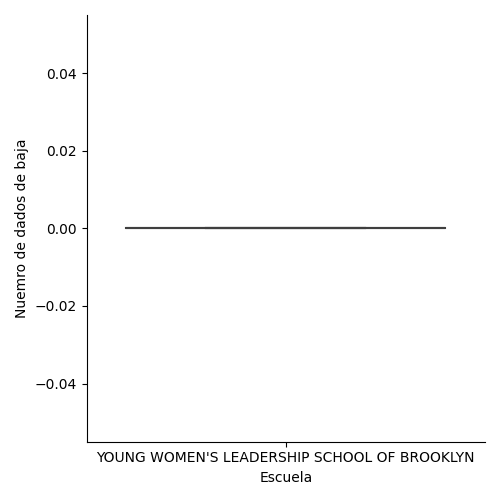 0.04
0.02
0.00
−0.02
−0.04
Nuemro de dados de baja
YOUNG WOMEN'S LEADERSHIP SCHOOL OF BROOKLYN
Escuela